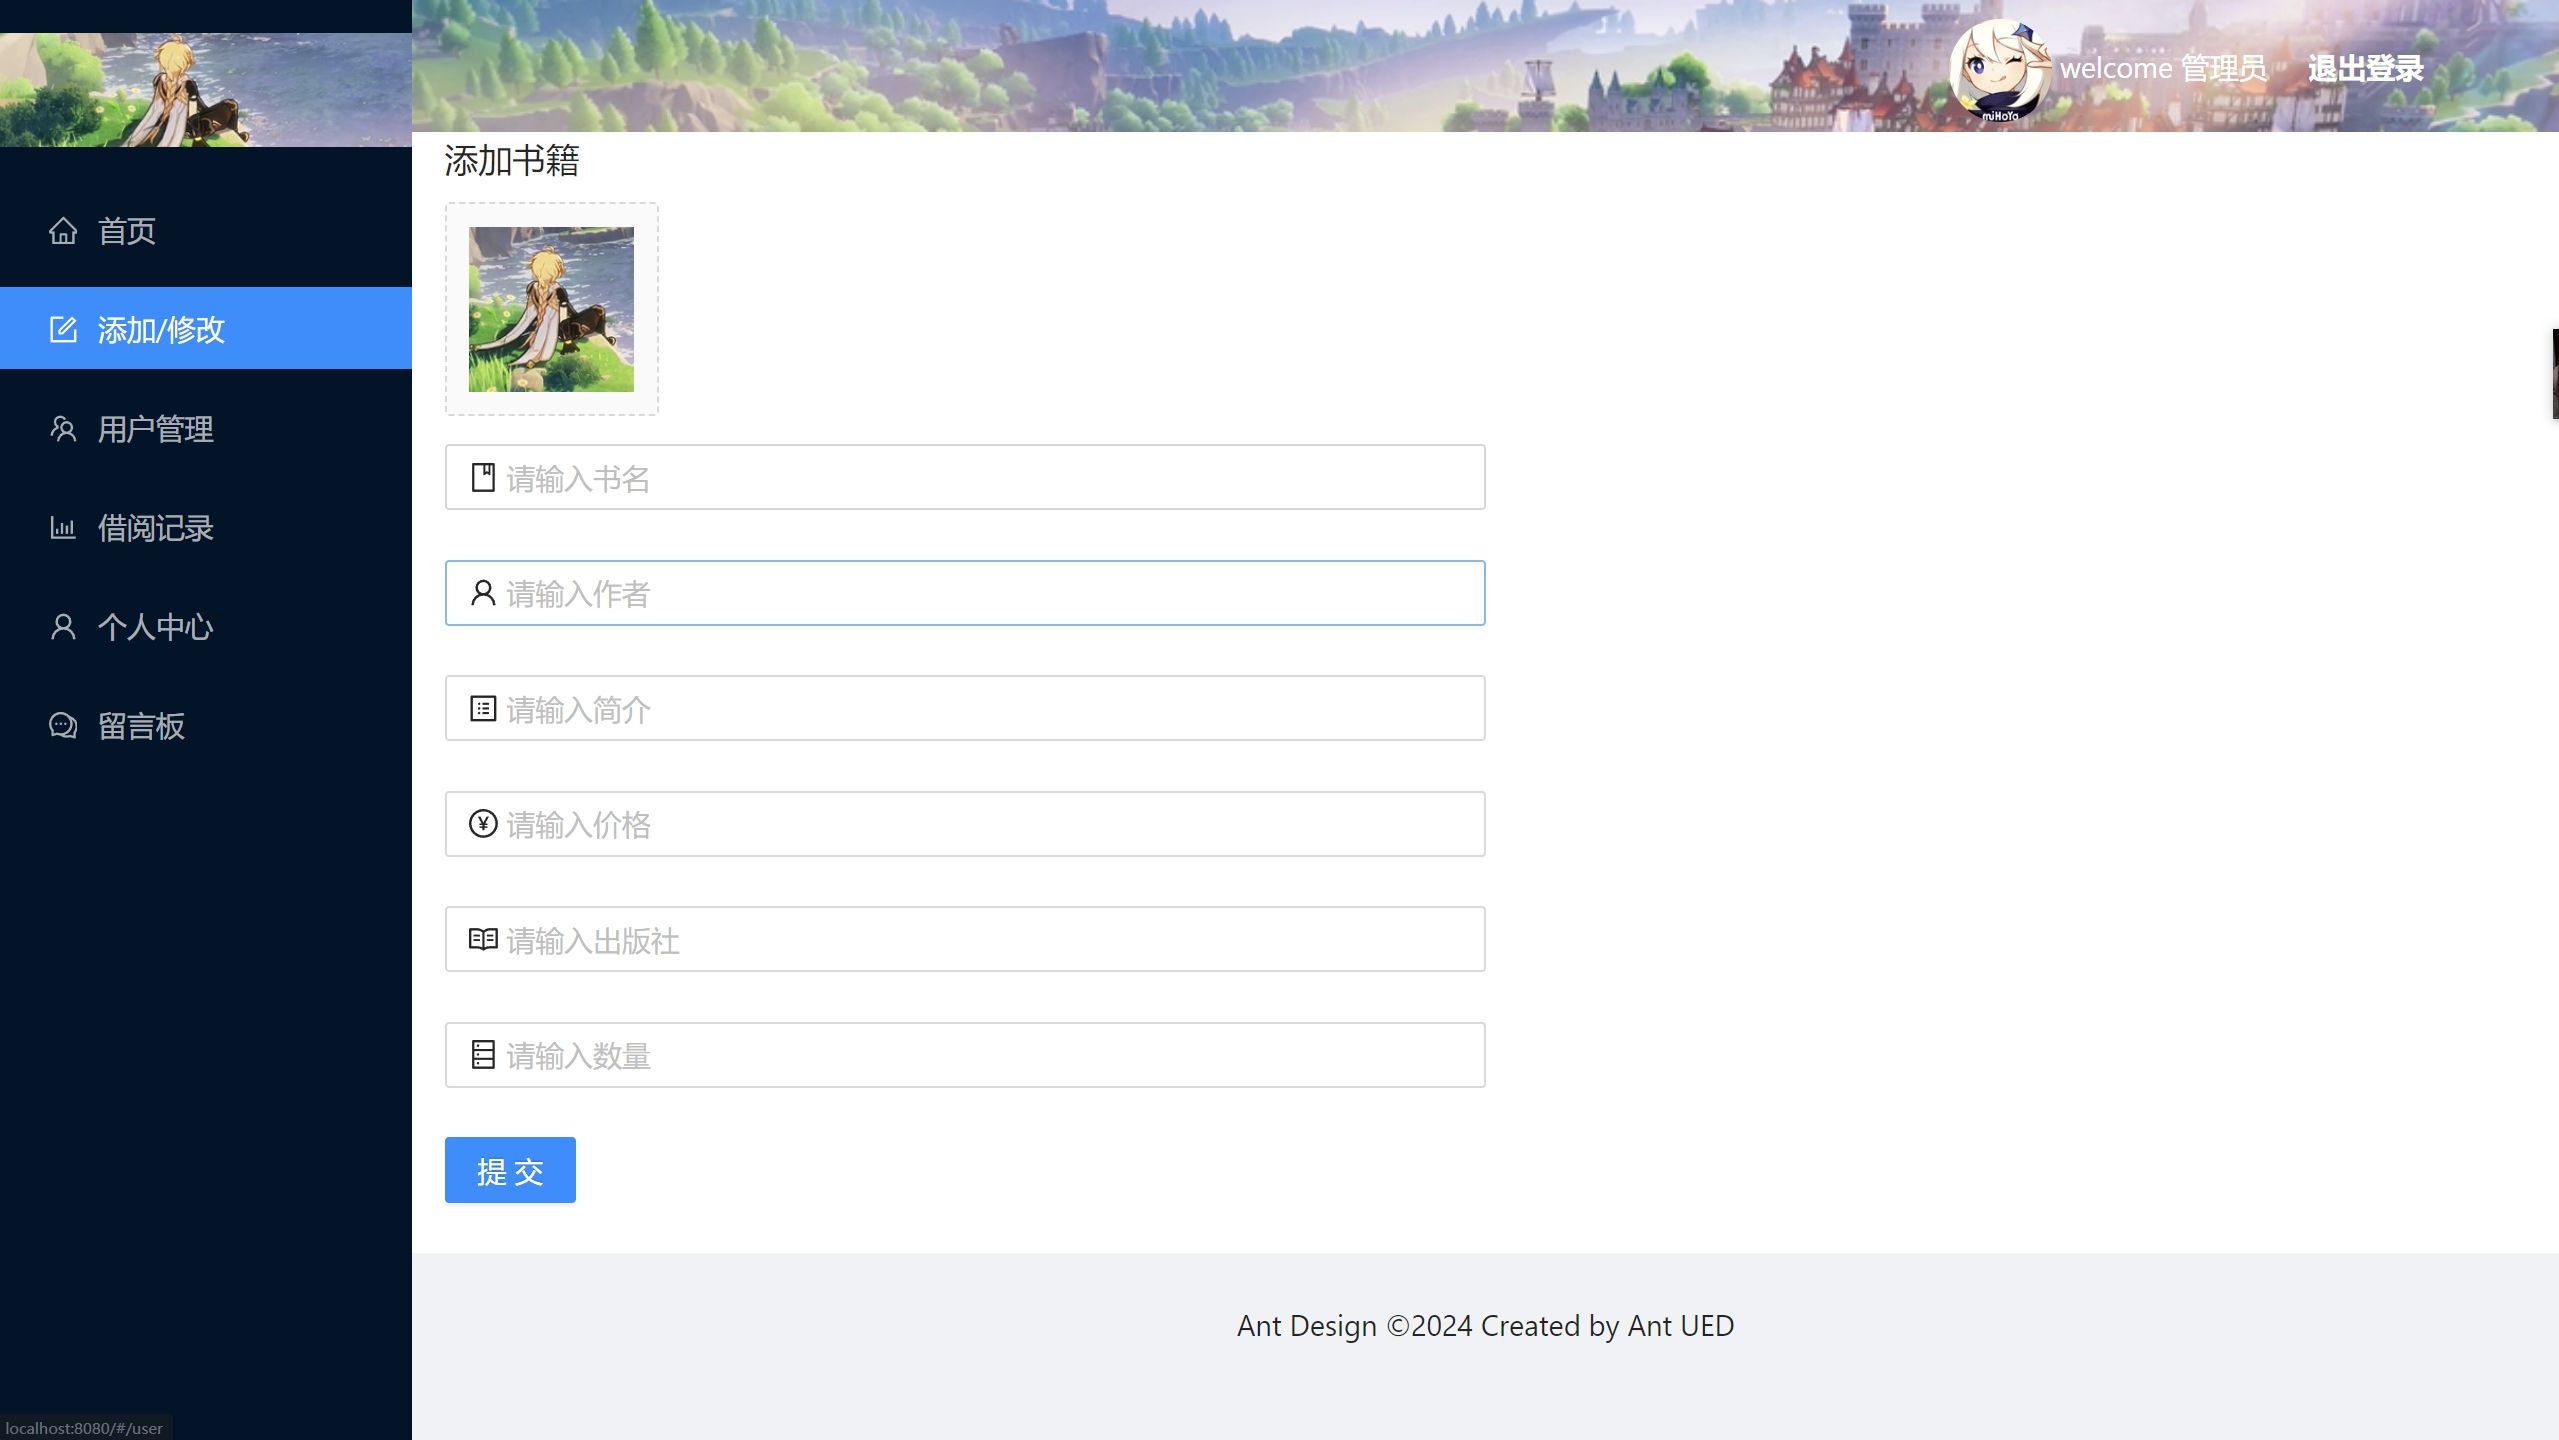 miHoYo
welcome 管理员
退出登录
首页
添加/修改
用户管理
借阅记录
个人中心
留言板
添加书籍
请输入书名
请输入作者
请输入简介
请输入价格
请输入出版社
请输入数量
提 交
Ant Design ©2024 Created by Ant UED
localhost:8080/#/user